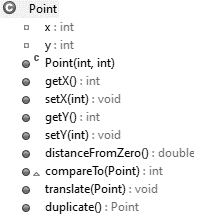 Point
x : int
y : int
Point(int, int)
getX() : int
setX(int) : void
getY() : int
setY(int) : void
distanceFromZero() : double
compareTo(Point) : int
translate(Point) : void
duplicate() : Point